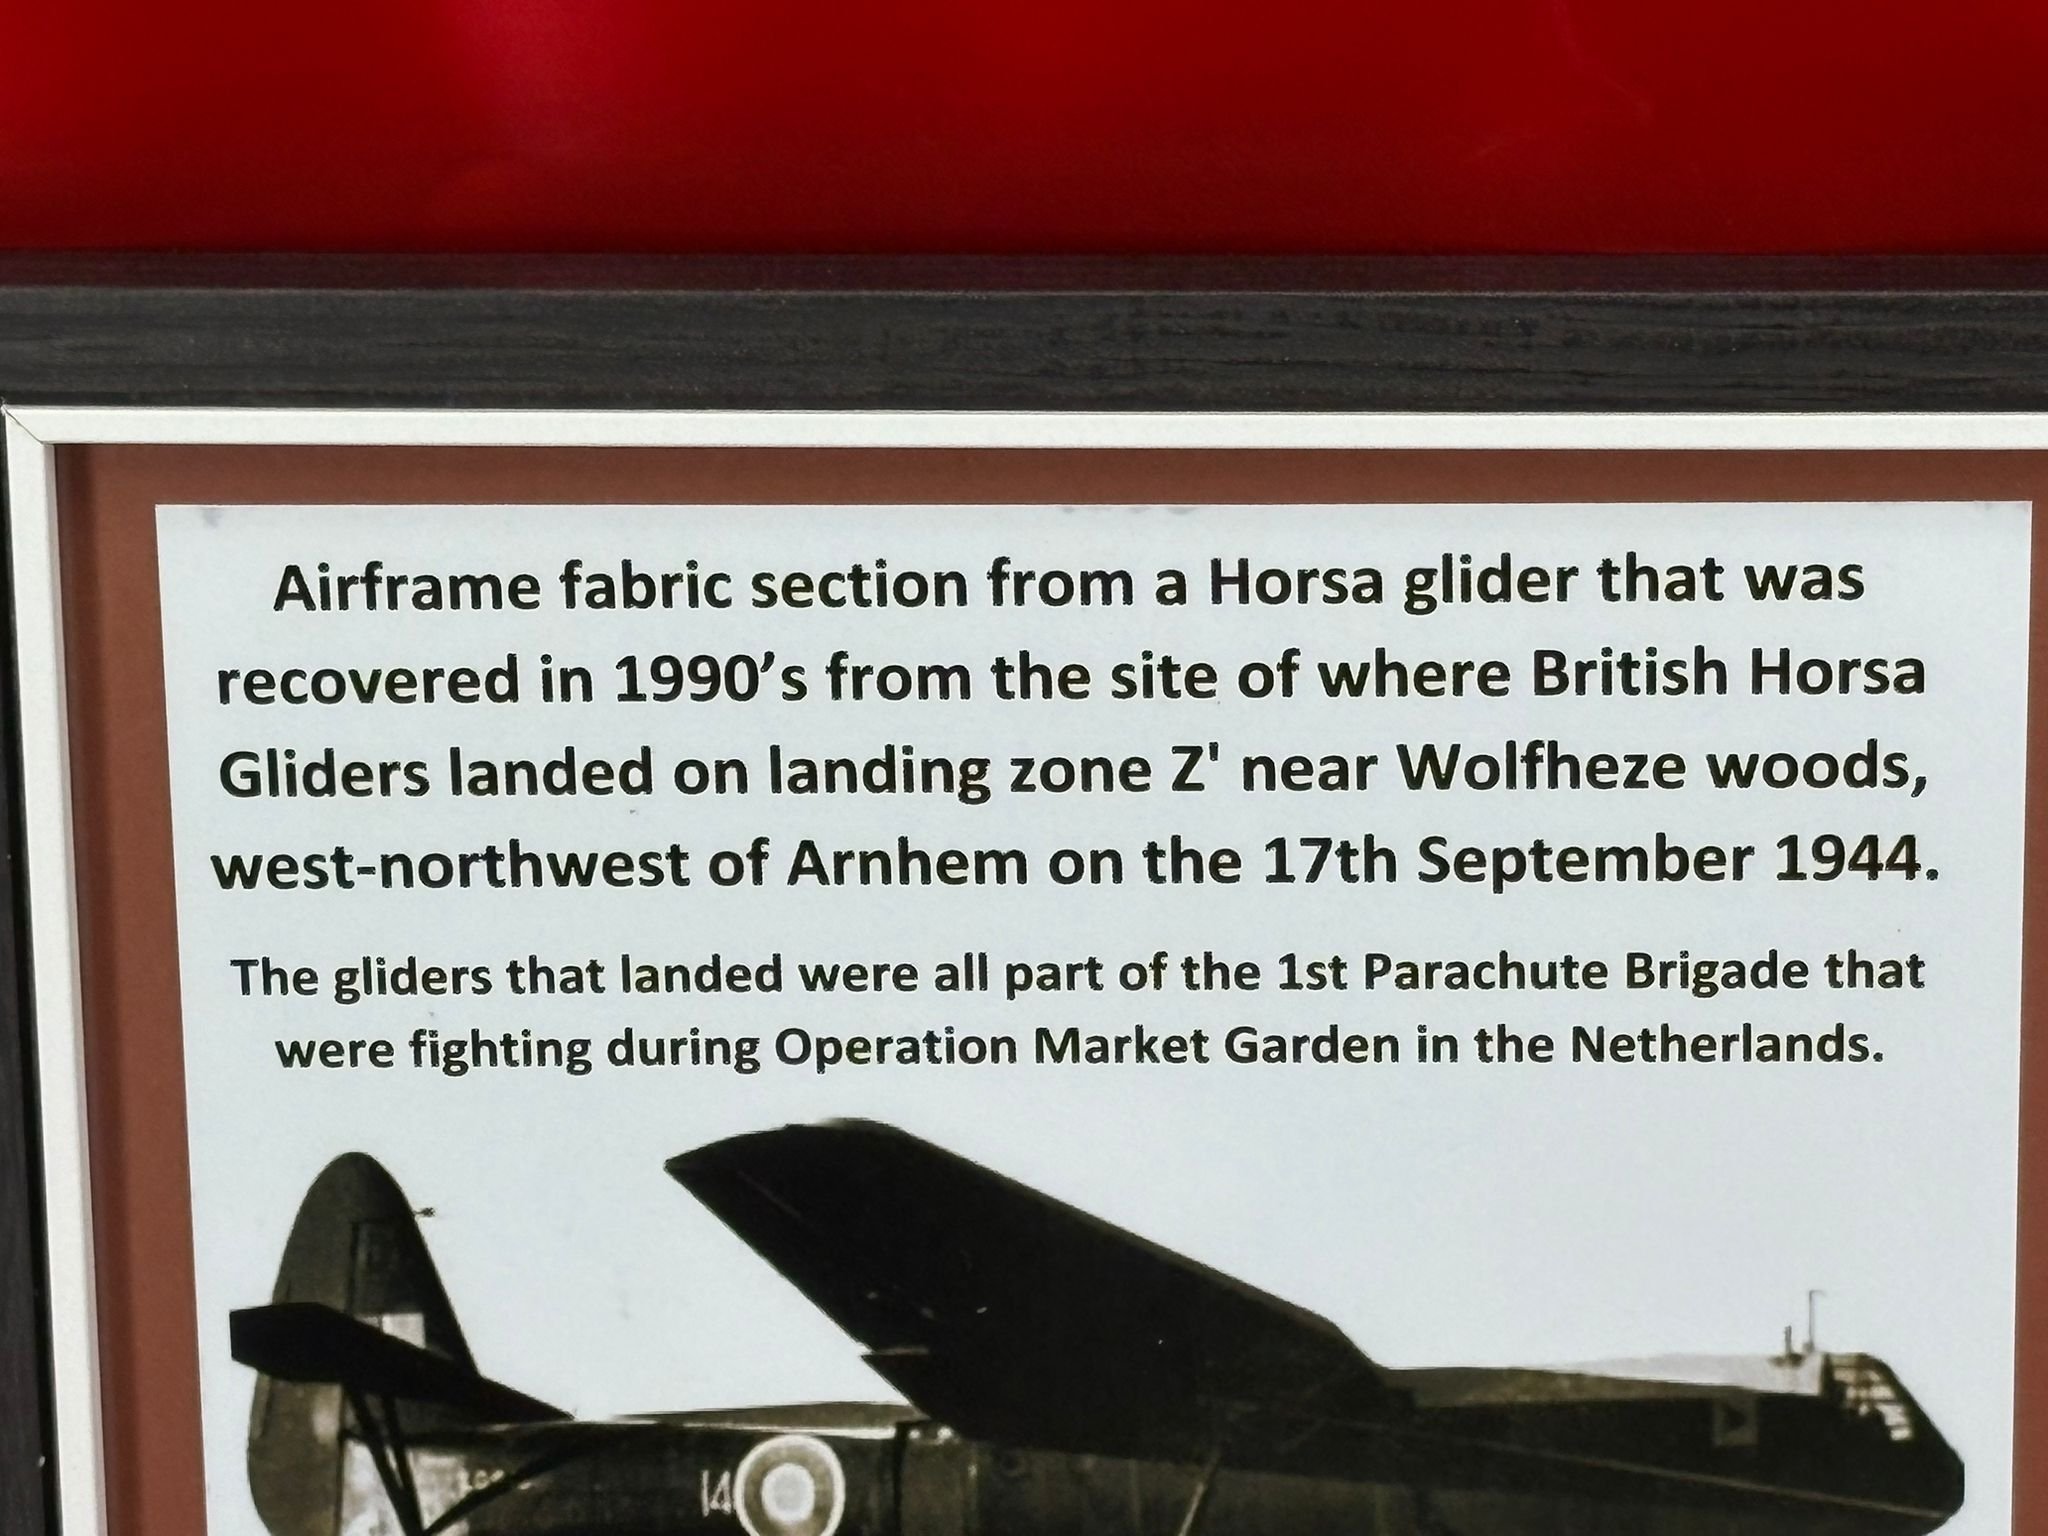 Airframe fabric section from a Horsa glider that was
recovered in 1990’s from the site of where British Horsa
Gliders landed on landing zone Z' near Wolfheze woods,
west-northwest of Arnhem on the 17th September 1944.
The gliders that landed were all part of the 1st Parachute Brigade that
were fighting during Operation Market Garden in the Netherlands.
14